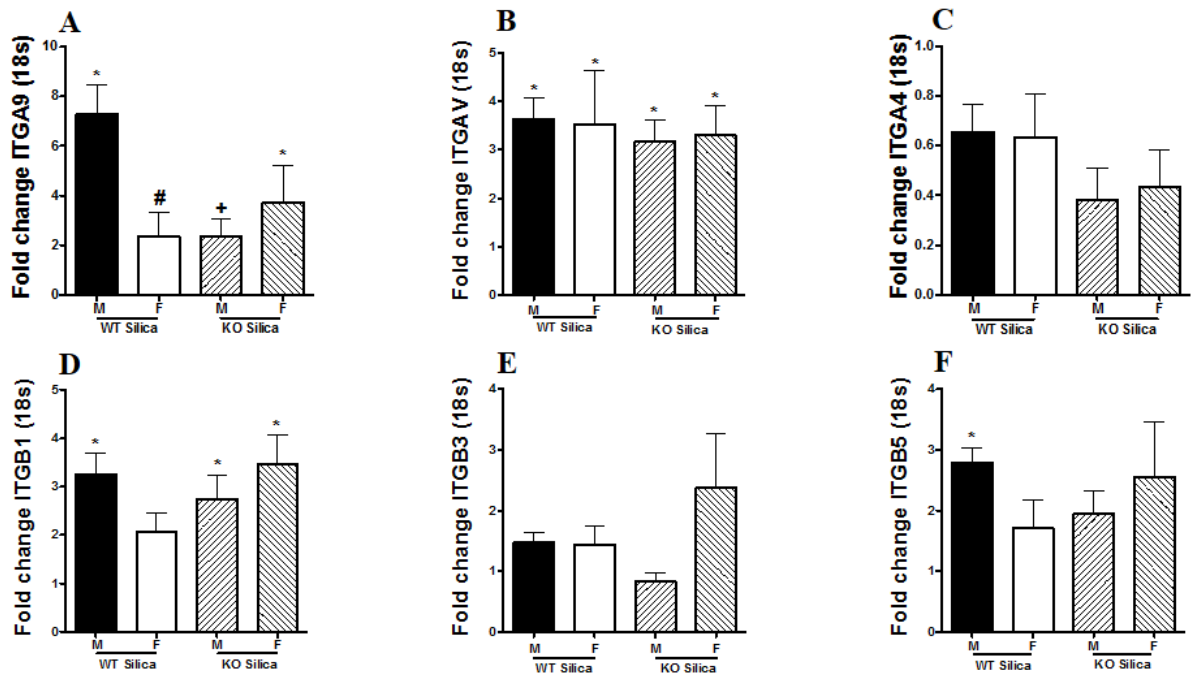 A
Fold change ITGA9 (18s)
10
8
6
4
2
0
*
#
+
*
M F M F
WT Silica KO Silica
B
Fold change ITGAV (18s)
5
4
3
2
1
0
*
*
*
*
M F M F
WT Silica KO Silica
C
Fold change ITGA4 (18s)
1.0
0.8
0.6
0.4
0.2
0.0
M F M F
WT Silica KO Silica
D
Fold change ITGB1 (18s)
5
4
3
2
1
0
*
*
*
M F M F
WT Silica KO Silica
E
Fold change ITGB3 (18s)
4
3
2
1
0
M F M F
WT Silica KO Silica
F
Fold change ITGB5 (18s)
4
3
2
1
0
*
M F M F
WT Silica KO Silica